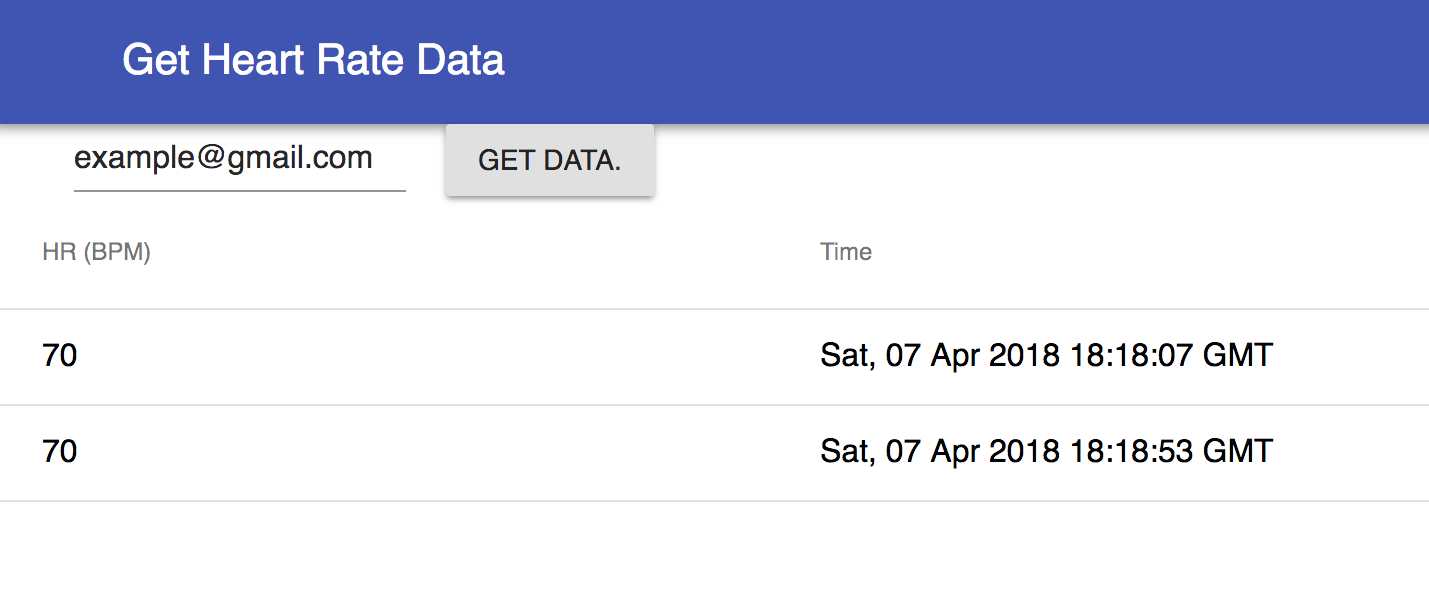 Get Heart Rate Data
example@gmail.com GET DATA.
HR (BPM) Time
70 Sat, 07 Apr 2018 18:18:07 GMT
70 Sat, 07 Apr 2018 18:18:53 GMT